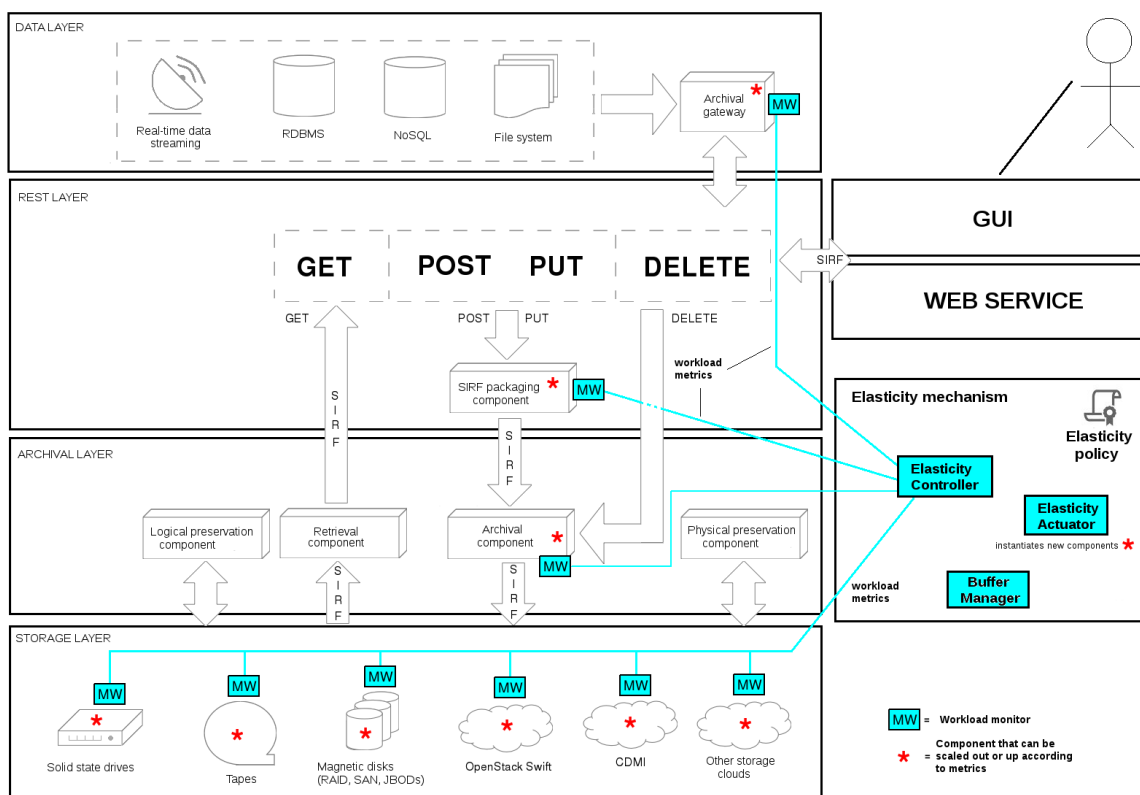 DATA LAYER
Real-time data
streaming
RDBMS
NoSQL
File system
Archival
gateway
*
MW
REST LAYER
GET
POST PUT
DELETE
GET
POST
PUT
DELETE
SIRF
GUI
WEB SERVICE
workload
metrics
SIRF packaging
component
*
MW
S
I
R
F
S
I
R
F
Elasticity mechanism
Elasticity
policy
Elasticity
Controller
Elasticity
Actuator
instantiates new components *
Buffer
Manager
workload
metrics
ARCHIVAL LAYER
Logical preservation
component
Retrieval
component
Archival
component
*
MW
Physical preservation
component
S
I
R
F
S
I
R
F
STORAGE LAYER
MW
MW
MW
MW
MW
MW
*
*
*
*
*
*
Solid state drives
Tapes
Magnetic disks
(RAID, SAN, JBODs)
OpenStack Swift
CDMI
Other storage
clouds
MW = Workload monitor
* = Component that can be
scaled out or up according
to metrics